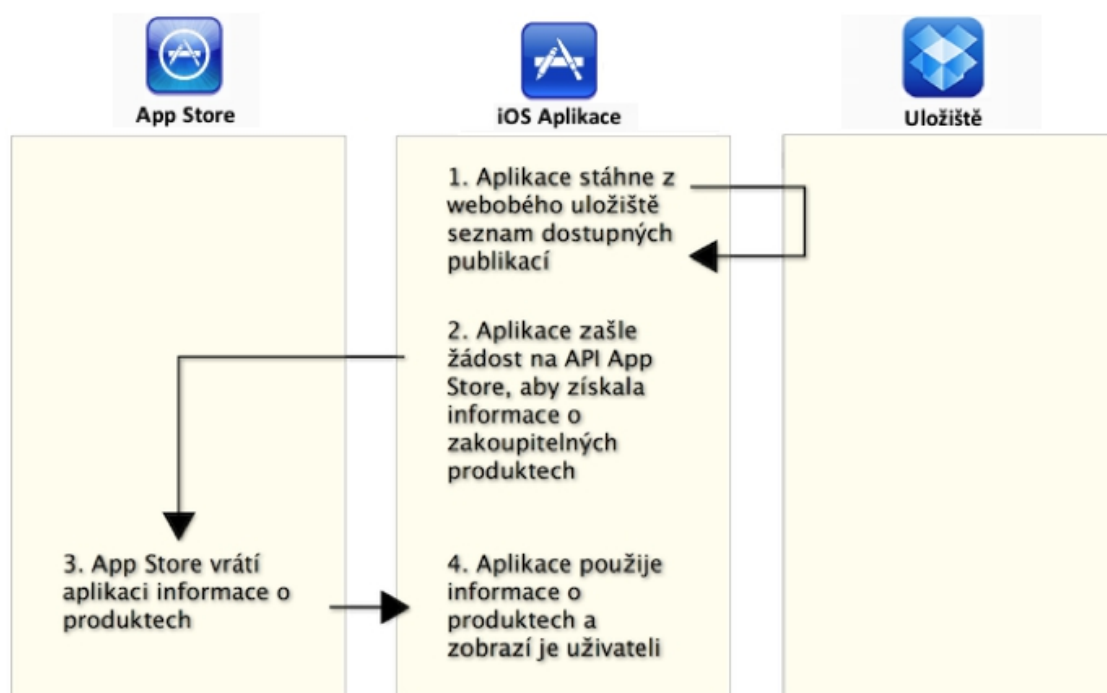 App Store
iOS Aplikace
Uložiště
1. Aplikace stáhne z
webobého uložiště
seznam dostupných
publikací
2. Aplikace zašle
žádost na API App
Store, aby získala
informace o
zakoupitelných
produktech
3. App Store vrátí
aplikaci informace o
produktech
4. Aplikace použije
informace o
produktech a
zobrazí je uživateli